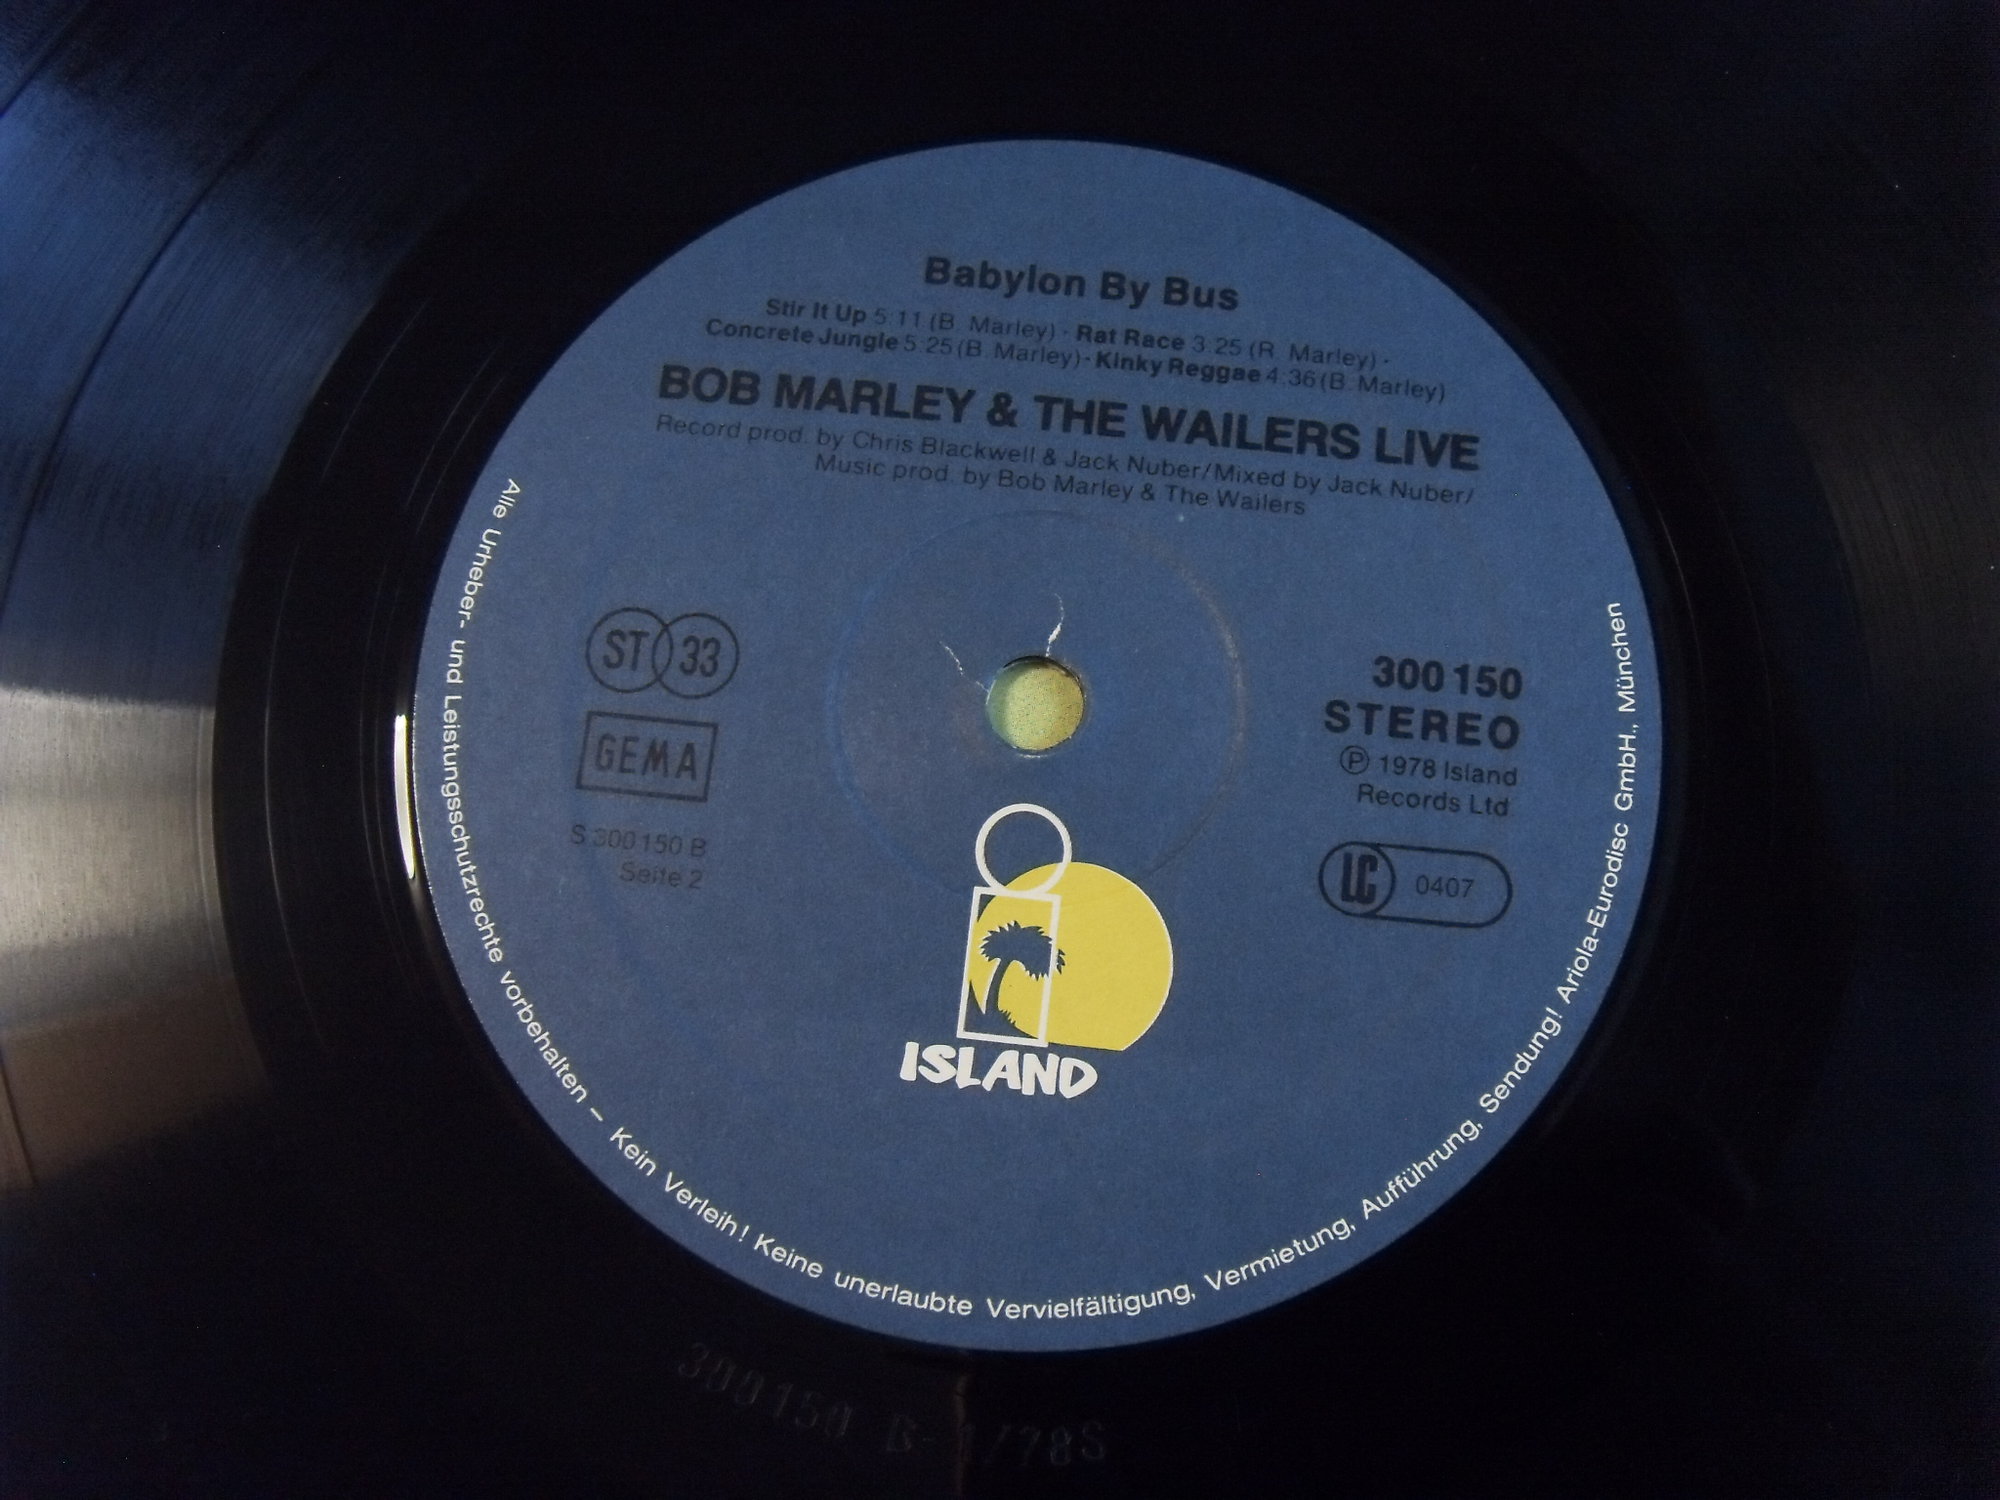 Babylon By Bus
Stir It Up 5:11 (B. Marley) · Rat Race 3:25 (R. Marley) ·
Concrete Jungle 5:25 (B. Marley) · Kinky Reggae 4:36 (B. Marley)
BOB MARLEY & THE WAILERS LIVE
Record prod. by Chris Blackwell & Jack Nuber/Mixed by Jack Nuber/
Music prod. by Bob Marley & The Wailers
ST 33
GEMA
S 300 150 B
Seite 2
300 150
STEREO
Ⓟ 1978 Island
Records Ltd.
LC 0407
ISLAND
Alle Urheber- und Leistungsschutzrechte vorbehalten – Kein Verleih! Keine unerlaubte Vervielfältigung, Vermietung, Aufführung, Sendung! Ariola-Eurodisc GmbH., München
300150 B-1/78S